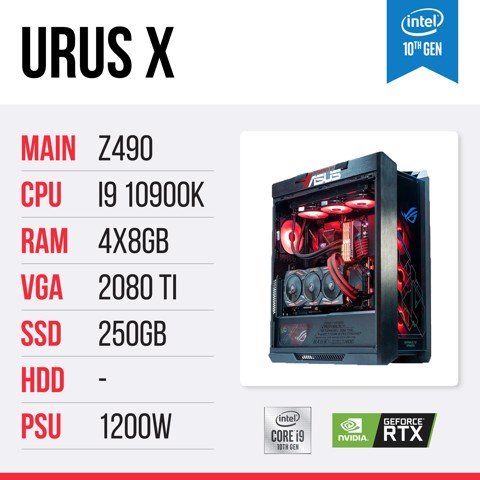 URUS X
intel
10TH GEN
MAIN Z490
CPU I9 10900K
RAM 4X8GB
VGA 2080 TI
SSD 250GB
HDD -
PSU 1200W
ASUS
intel
CORE i9
10TH GEN
NVIDIA.
GEFORCE
RTX